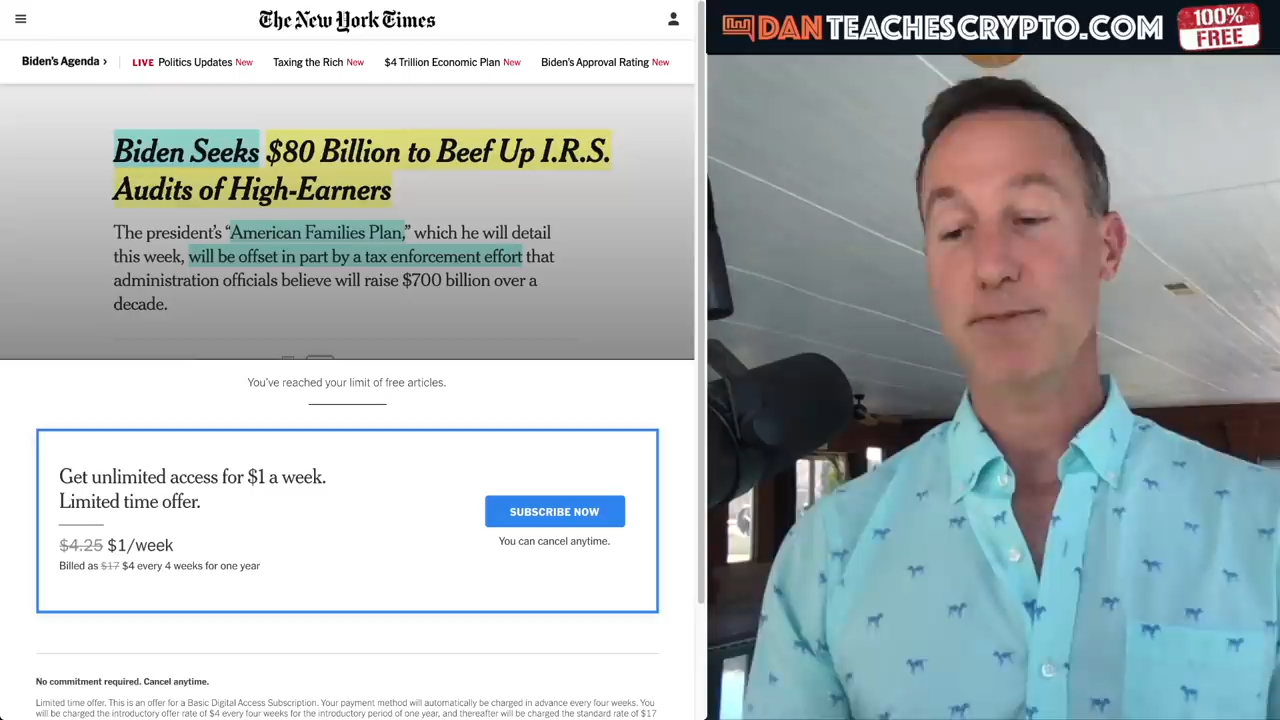 The New York Times
Biden's Agenda ›
LIVE Politics Updates New
Taxing the Rich New
$4 Trillion Economic Plan New
Biden's Approval Rating New
Biden Seeks $80 Billion to Beef Up I.R.S.
Audits of High-Earners
The president's “American Families Plan,” which he will detail
this week, will be offset in part by a tax enforcement effort that
administration officials believe will raise $700 billion over a
decade.
You've reached your limit of free articles.
Get unlimited access for $1 a week.
Limited time offer.
$4.25 $1/week
Billed as $17 $4 every 4 weeks for one year
SUBSCRIBE NOW
You can cancel anytime.
No commitment required. Cancel anytime.
Limited time offer. This is an offer for a Basic Digital Access Subscription. Your payment method will automatically be charged in advance every four weeks. You
will be charged the introductory offer rate of $4 every four weeks for the introductory period of one year, and thereafter will be charged the standard rate of $17
DAN TEACHESCRYPTO.COM
100%
FREE